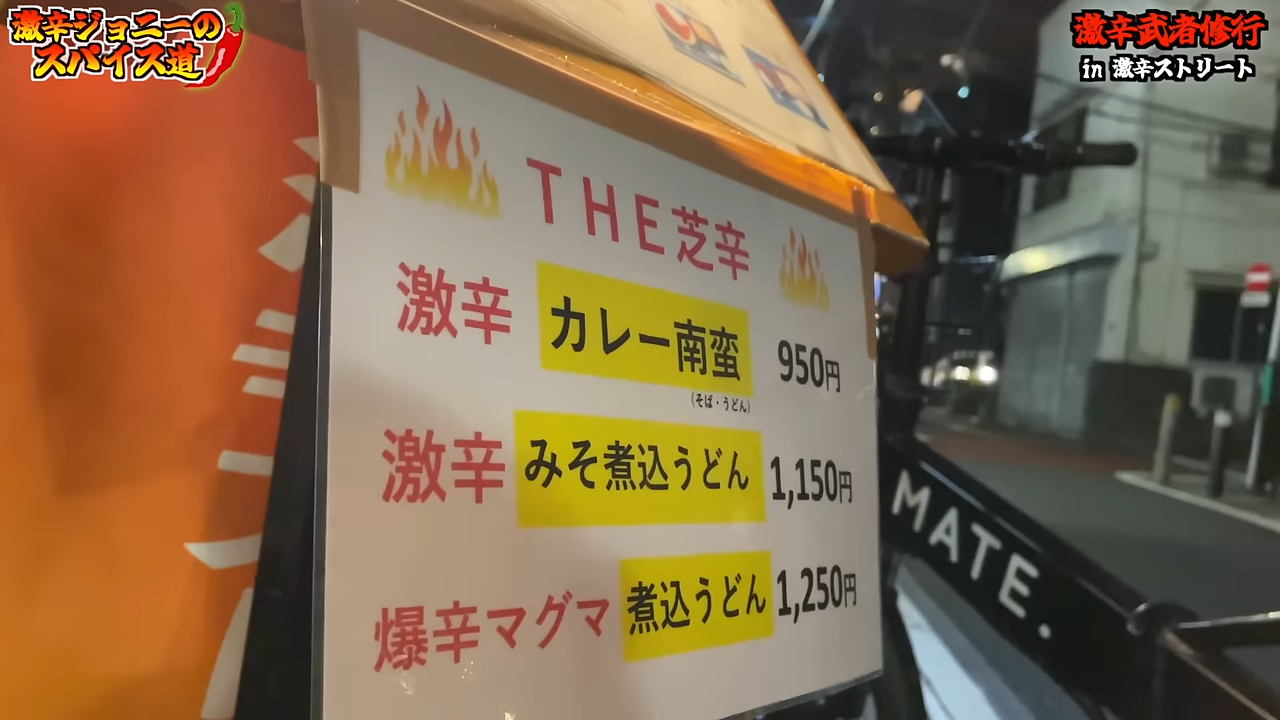 激辛ジョニーの
スパイス道
激辛武者修行
in 激辛ストリート
THE芝辛
激辛 カレー南蛮 950円
(そば・うどん)
激辛 みそ煮込うどん 1,150円
爆辛マグマ 煮込うどん 1,250円
MATE.